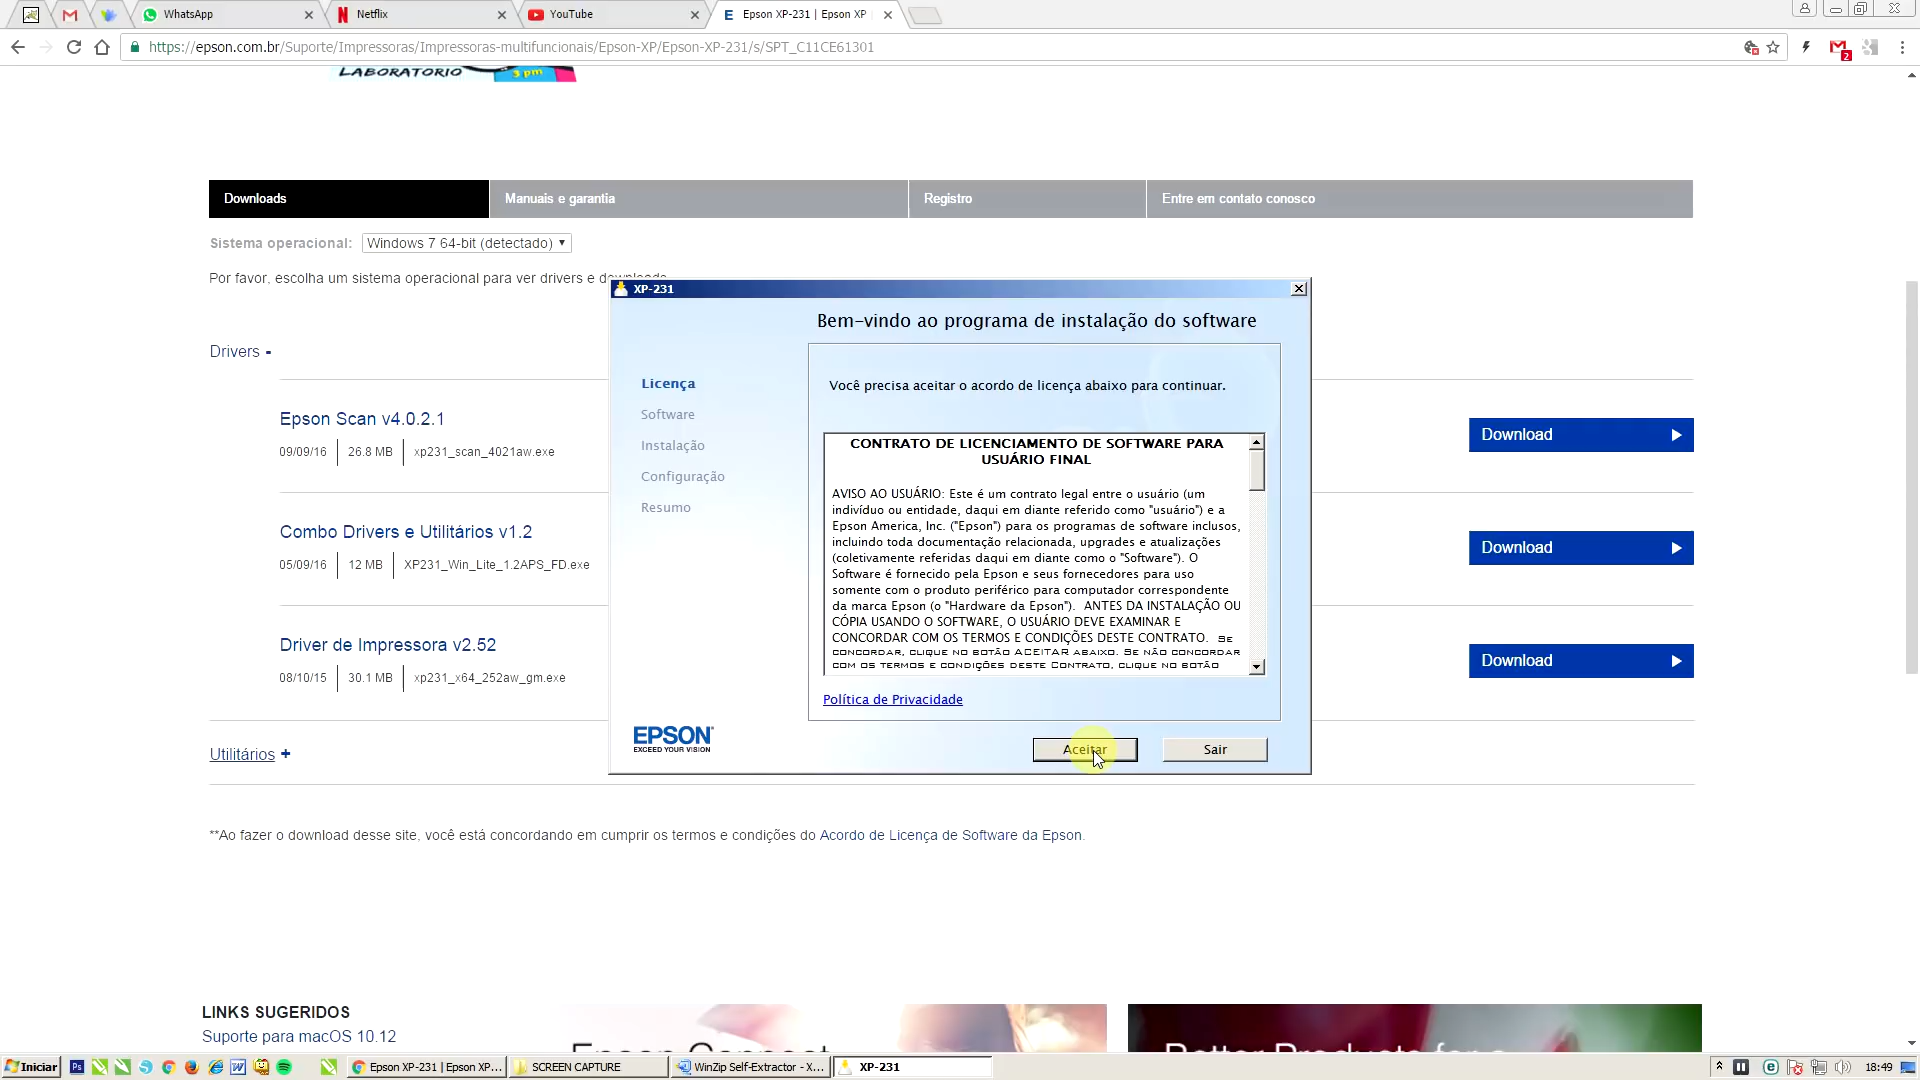 WhatsApp
Netflix
YouTube
Epson XP-231 | Epson XP
https://epson.com.br/Suporte/Impressoras/Impressoras-multifuncionais/Epson-XP/Epson-XP-231/s/SPT_C11CE61301
2
LABORATORIO
3 pm
Downloads
Manuais e garantia
Registro
Entre em contato conosco
Sistema operacional:
Windows 7 64-bit (detectado)
Por favor, escolha um sistema operacional para ver drivers e downloads
Drivers -
Epson Scan v4.0.2.1
09/09/16
26.8 MB
xp231_scan_4021aw.exe
Download
Combo Drivers e Utilitários v1.2
05/09/16
12 MB
XP231_Win_Lite_1.2APS_FD.exe
Download
Driver de Impressora v2.52
08/10/15
30.1 MB
xp231_x64_252aw_gm.exe
Download
Utilitários +
**Ao fazer o download desse site, você está concordando em cumprir os termos e condições do Acordo de Licença de Software da Epson.
XP-231
Bem-vindo ao programa de instalação do software
Licença
Software
Instalação
Configuração
Resumo
Você precisa aceitar o acordo de licença abaixo para continuar.
CONTRATO DE LICENCIAMENTO DE SOFTWARE PARA
USUÁRIO FINAL
AVISO AO USUÁRIO: Este é um contrato legal entre o usuário (um
indivíduo ou entidade, daqui em diante referido como "usuário") e a
Epson America, Inc. ("Epson") para os programas de software inclusos,
incluindo toda documentação relacionada, upgrades e atualizações
(coletivamente referidas daqui em diante como o "Software"). O
Software é fornecido pela Epson e seus fornecedores para uso
somente com o produto periférico para computador correspondente
da marca Epson (o "Hardware da Epson"). ANTES DA INSTALAÇÃO OU
CÓPIA USANDO O SOFTWARE, O USUÁRIO DEVE EXAMINAR E
CONCORDAR COM OS TERMOS E CONDIÇÕES DESTE CONTRATO. SE
CONCORDAR, CLIQUE NO BOTÃO ACEITAR ABAIXO. SE NÃO CONCORDAR
COM OS TERMOS E CONDIÇÕES DESTE CONTRATO, CLIQUE NO BOTÃO
Política de Privacidade
EPSON
EXCEED YOUR VISION
Aceitar
Sair
LINKS SUGERIDOS
Suporte para macOS 10.12
Epson Connect
Better Products for a
Iniciar
Ps
Epson XP-231 | Epson XP...
SCREEN CAPTURE
WinZip Self-Extractor - X...
XP-231
18:49